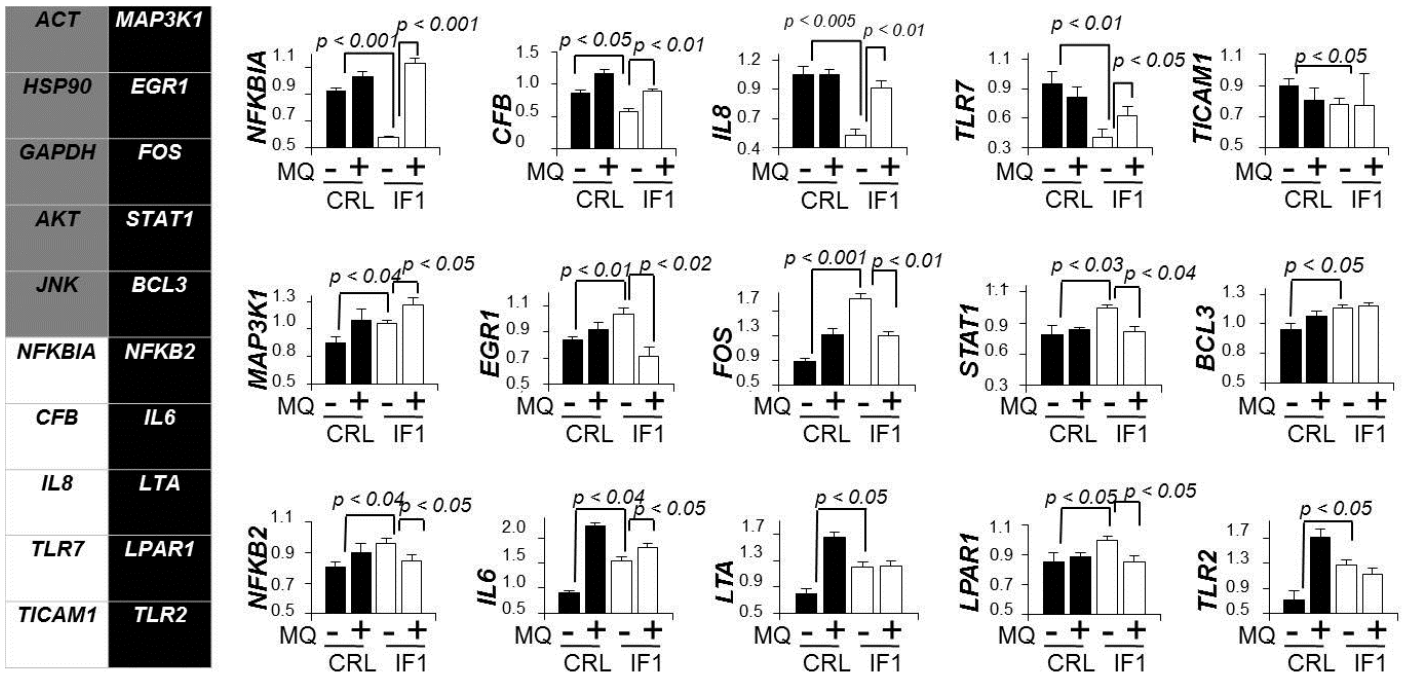 ACT MAP3K1
HSP90 EGR1
GAPDH FOS
AKT STAT1
JNK BCL3
NFKBIA NFKB2
CFB IL6
IL8 LTA
TLR7 LPAR1
TICAM1 TLR2
NFKBIA
p < 0.001
p < 0.001
1.1
0.9
0.7
0.5
MQ - + - +
CRL IF1
CFB
p < 0.05
p < 0.01
1.5
1.0
0.5
0
MQ - + - +
CRL IF1
IL8
p < 0.005
p < 0.01
1.2
0.8
0.4
MQ - + - +
CRL IF1
TLR7
p < 0.01
p < 0.05
1.1
0.9
0.7
0.5
0.3
MQ - + - +
CRL IF1
TICAM1
p < 0.05
1.1
0.9
0.7
0.5
MQ - + - +
CRL IF1
MAP3K1
p < 0.04
p < 0.05
1.3
1.0
0.8
0.5
MQ - + - +
CRL IF1
EGR1
p < 0.01
p < 0.02
1.1
0.9
0.7
0.5
MQ - + - +
CRL IF1
FOS
p < 0.001
p < 0.01
1.7
1.3
0.9
0.5
MQ - + - +
CRL IF1
STAT1
p < 0.03
p < 0.04
1.1
0.9
0.6
0.3
MQ - + - +
CRL IF1
BCL3
p < 0.05
1.3
1.0
0.8
0.5
MQ - + - +
CRL IF1
NFKB2
p < 0.04
p < 0.05
1.1
0.9
0.7
0.5
MQ - + - +
CRL IF1
IL6
p < 0.04
p < 0.05
2.0
1.5
1.0
0.5
MQ - + - +
CRL IF1
LTA
p < 0.05
1.7
1.3
0.9
0.5
MQ - + - +
CRL IF1
LPAR1
p < 0.05
p < 0.05
1.1
0.9
0.7
0.5
MQ - + - +
CRL IF1
TLR2
p < 0.05
1.7
1.3
0.9
0.5
MQ - + - +
CRL IF1